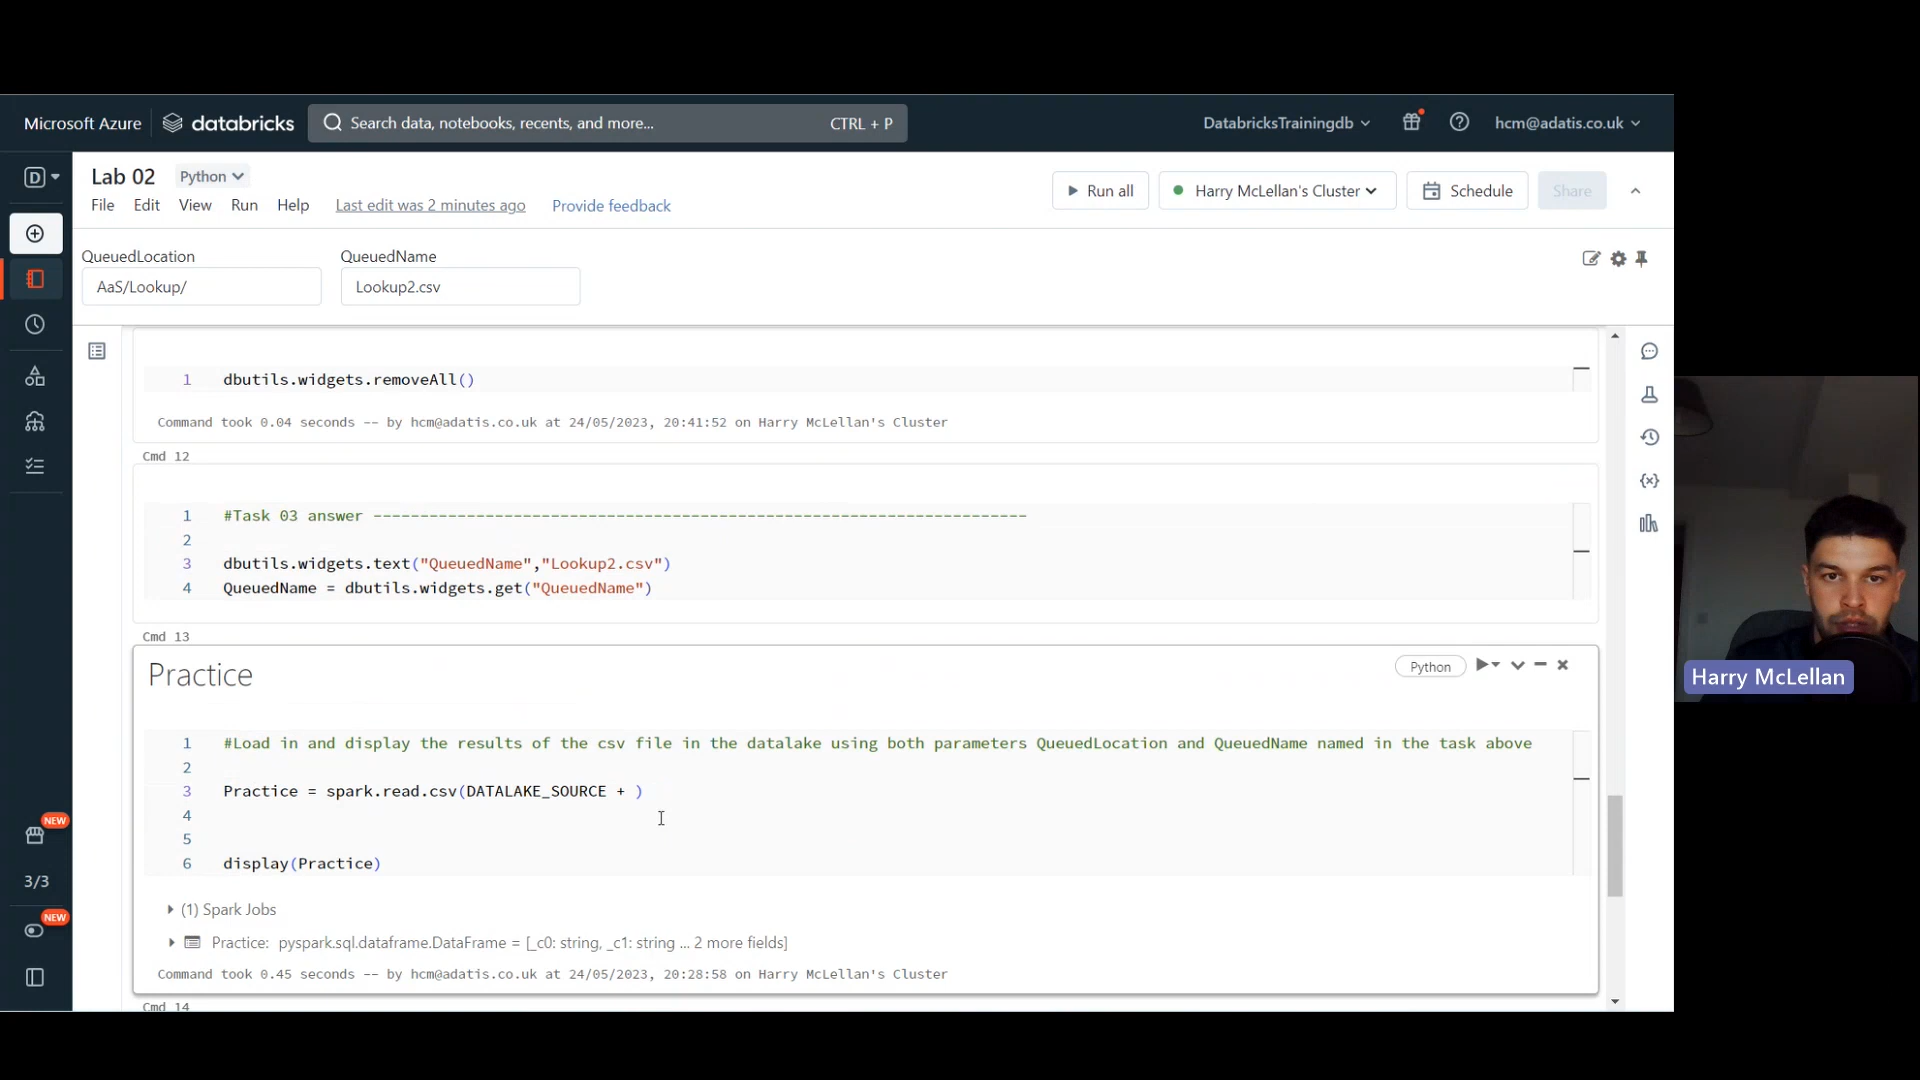 Microsoft Azure databricks Search data, notebooks, recents, and more... CTRL + P DatabricksTrainingdb hcm@adatis.co.uk
D Lab 02 Python
Run all Harry McLellan's Cluster Schedule Share
File Edit View Run Help Last edit was 2 minutes ago Provide feedback
QueuedLocation QueuedName
AaS/Lookup/ Lookup2.csv
1 dbutils.widgets.removeAll()
Command took 0.04 seconds -- by hcm@adatis.co.uk at 24/05/2023, 20:41:52 on Harry McLellan's Cluster
Cmd 12
1 #Task 03 answer ----------------------------------------------------------------------
2
3 dbutils.widgets.text("QueuedName","Lookup2.csv")
4 QueuedName = dbutils.widgets.get("QueuedName")
Cmd 13
Practice Python
Harry McLellan
1 #Load in and display the results of the csv file in the datalake using both parameters QueuedLocation and QueuedName named in the task above
2
3 Practice = spark.read.csv(DATALAKE_SOURCE + )
4
5
6 display(Practice)
NEW
3/3
NEW
(1) Spark Jobs
Practice: pyspark.sql.dataframe.DataFrame = [_c0: string, _c1: string ... 2 more fields]
Command took 0.45 seconds -- by hcm@adatis.co.uk at 24/05/2023, 20:28:58 on Harry McLellan's Cluster
Cmd 14